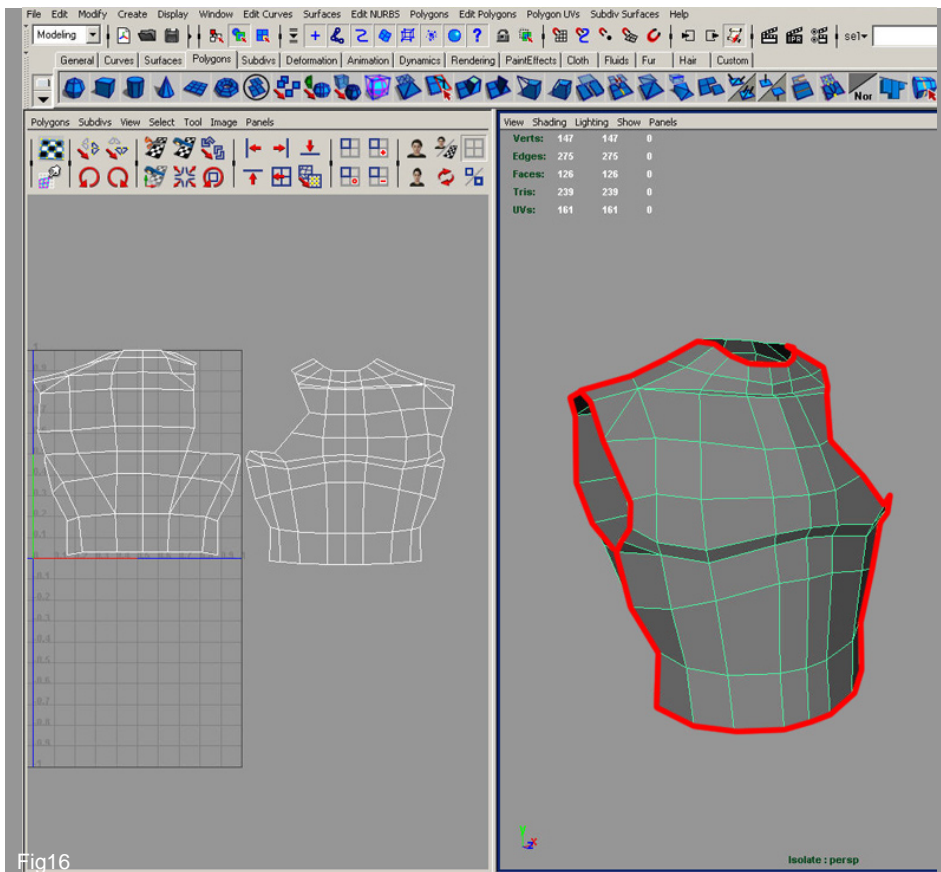 File Edit Modify Create Display Window Edit Curves Surfaces Edit NURBS Polygons Edit Polygons Polygon UVs Subdiv Surfaces Help
Modeling
sel
General Curves Surfaces Polygons Subdivs Deformation Animation Dynamics Rendering PaintEffects Cloth Fluids Fur Hair Custom
Nor
Polygons Subdivs View Select Tool Image Panels
View Shading Lighting Show Panels
Verts: 147 147 0
Edges: 275 275 0
Faces: 126 126 0
Tris: 239 239 0
UVs: 161 161 0
Isolate : persp
Fig16